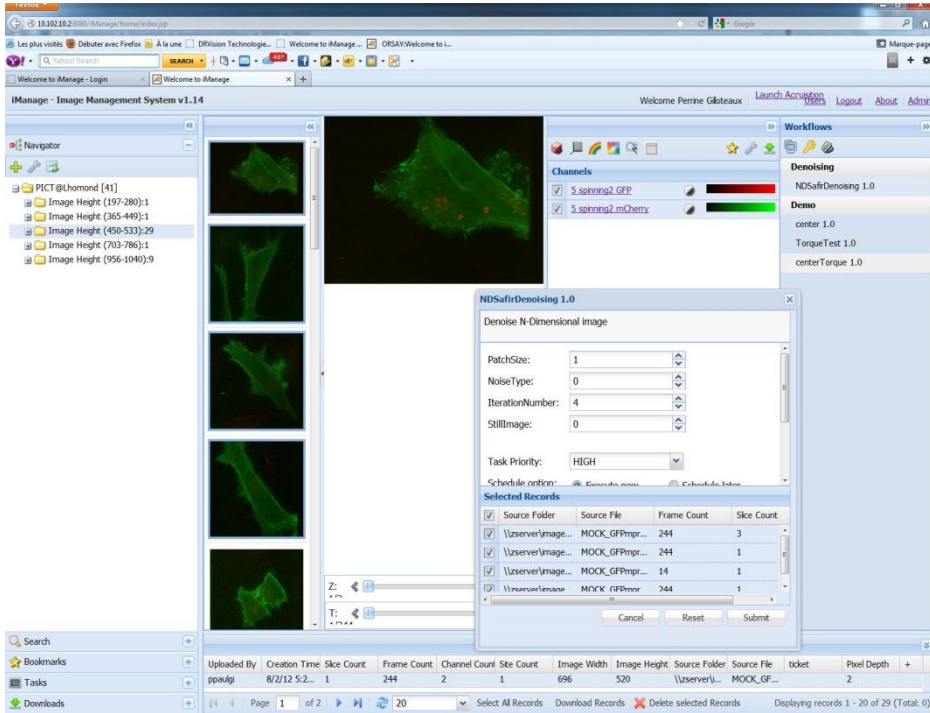 Firefox
10.102.10.2:8080/iManage/home/index.jsp
Google
Les plus visités Débuter avec Firefox À la une DRVision Technologie... Welcome to iManage ... ORSAY:Welcome to i...
Marque-page
Yahoo! Search SEARCH
Welcome to iManage - Login Welcome to iManage
iManage - Image Management System v1.14
Welcome Perrine Gilloteaux Launch Acquisition Users Logout About Admin
Navigator
PICT@Lhomond [41]
Image Height (197-280):1
Image Height (365-449):1
Image Height (450-533):29
Image Height (703-786):1
Image Height (956-1040):9
Channels
5 spinning2 GFP
5 spinning2 mCherry
Workflows
Denoising
NDSafirDenoising 1.0
Demo
center 1.0
TorqueTest 1.0
centerTorque 1.0
NDSafirDenoising 1.0
Denoise N-Dimensional image
PatchSize: 1
NoiseType: 0
IterationNumber: 4
StillImage: 0
Task Priority: HIGH
Schedule option: Execute now Schedule later
Selected Records
Source Folder Source File Frame Count Slice Count
\\zserver\image... MOCK_GFPmpr... 244 3
\\zserver\image... MOCK_GFPmpr... 244 1
\\zserver\image... MOCK_GFPmpr... 14 1
\\zserver\image... MOCK_GFPmpr... 244 1
Cancel Reset Submit
Z:
T:
Search
Bookmarks
Tasks
Downloads
Uploaded By Creation Time Slice Count Frame Count Channel Count Site Count Image Width Image Height Source Folder Source File ticket Pixel Depth +
ppaulgi 8/2/12 5:2... 1 244 2 1 696 520 \\zserver\i... MOCK_GF... 2
Page 1 of 2 20 Select All Records Download Records Delete selected Records Displaying records 1 - 20 of 29 (Total: 0)